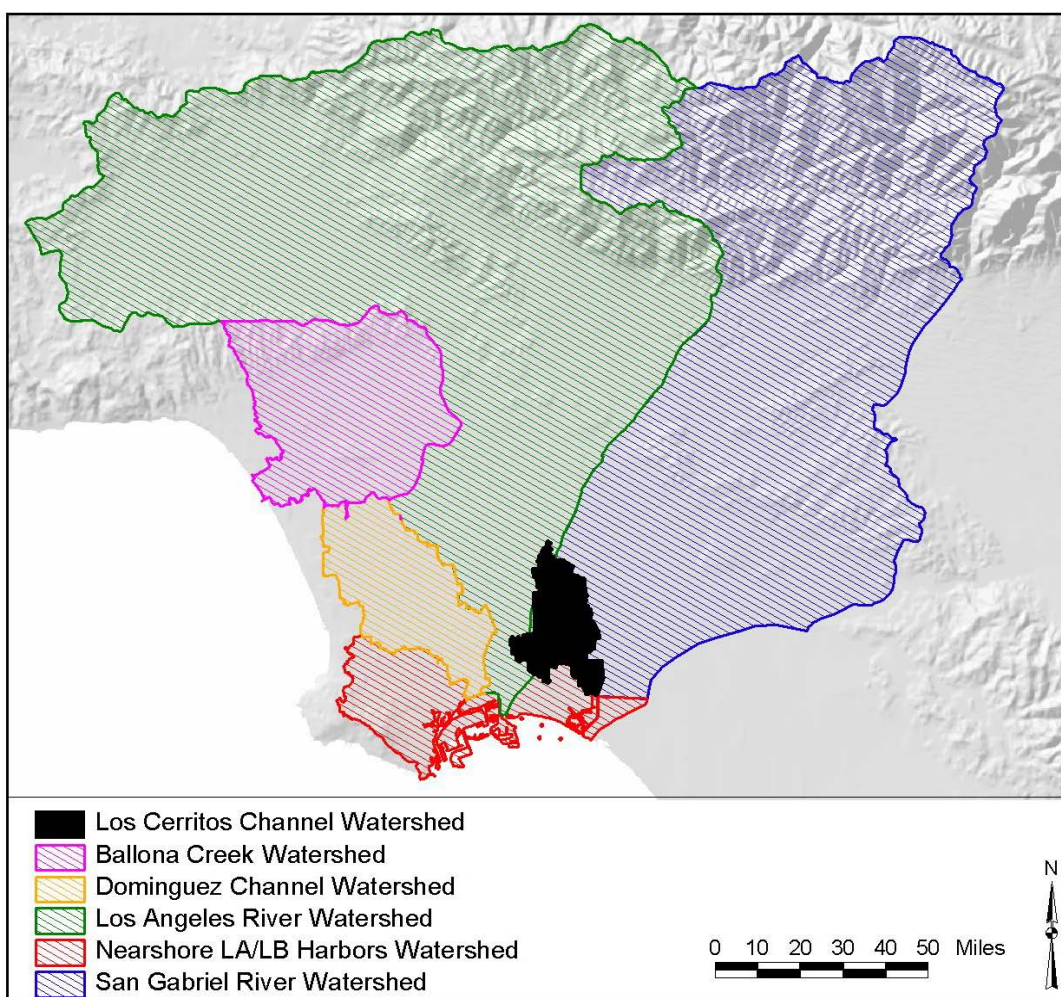 Los Cerritos Channel Watershed
Ballona Creek Watershed
Dominguez Channel Watershed
Los Angeles River Watershed
Nearshore LA/LB Harbors Watershed
San Gabriel River Watershed
N
0 10 20 30 40 50 Miles